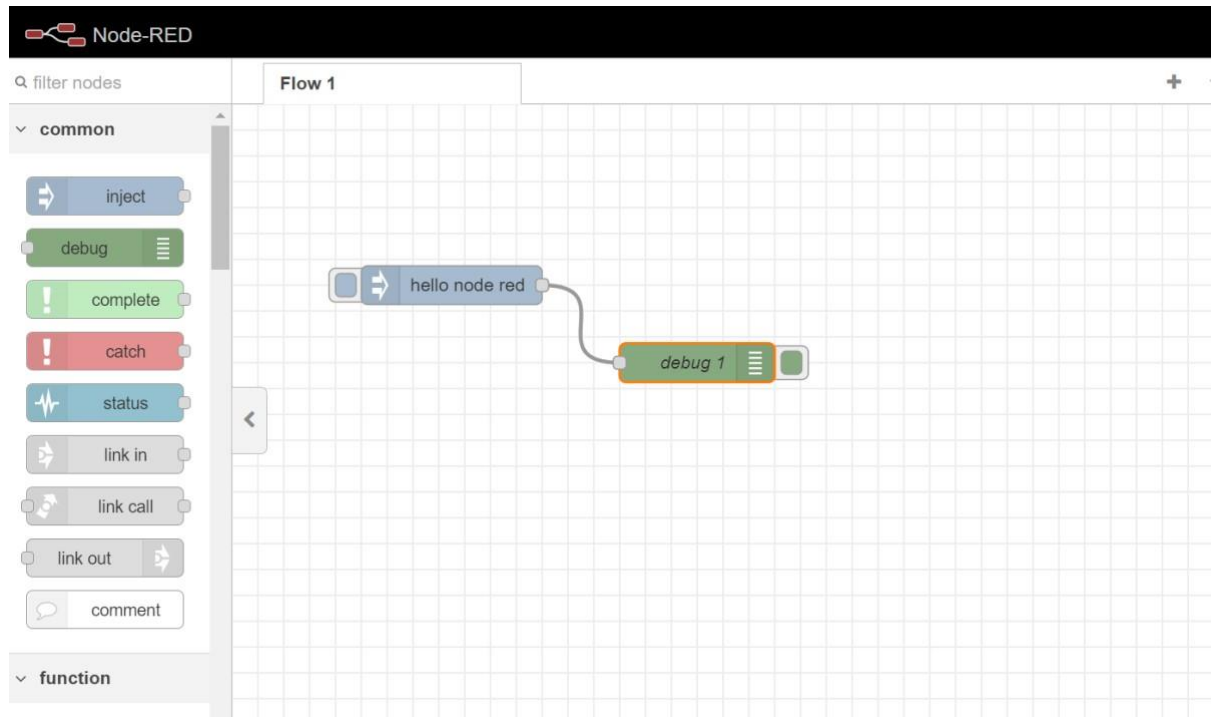 Node-RED
filter nodes
Flow 1
common
inject
debug
complete
catch
status
link in
link call
link out
comment
function
hello node red
debug 1